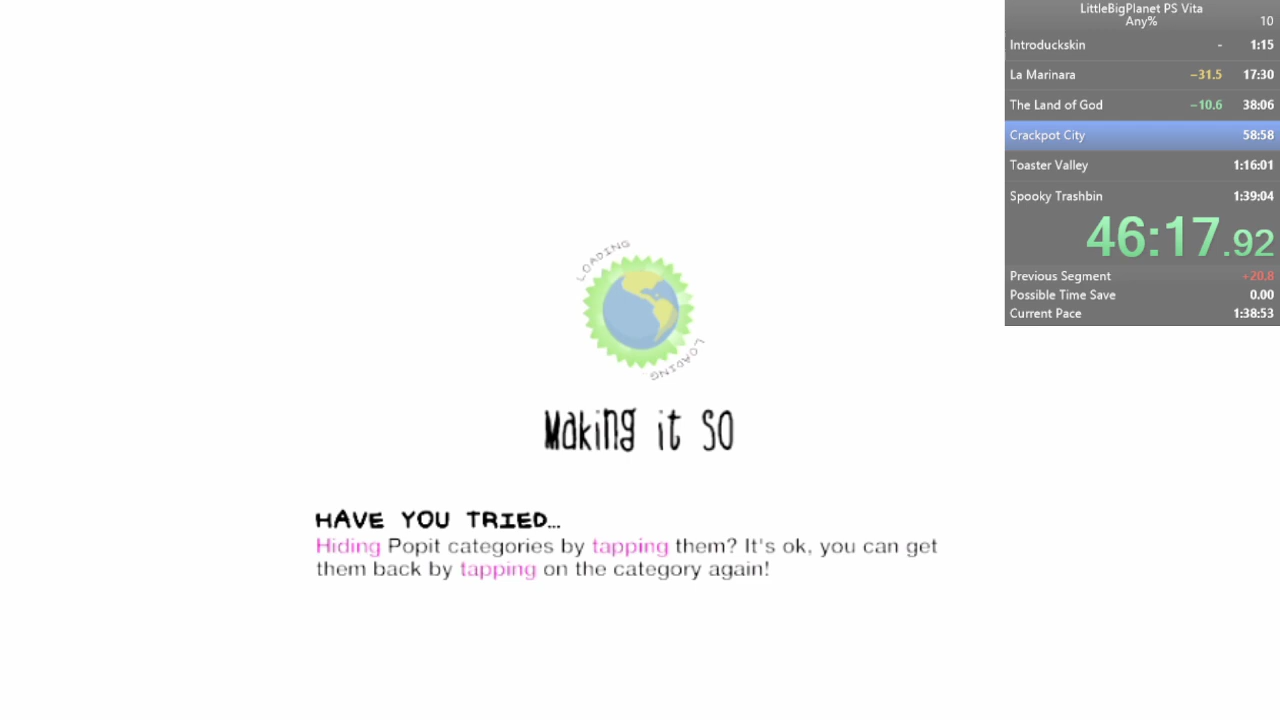 LittleBigPlanet PS Vita
Any% 10
Introduckskin - 1:15
La Marinara −31.5 17:30
The Land of God −10.6 38:06
Crackpot City 58:58
Toaster Valley 1:16:01
Spooky Trashbin 1:39:04
46:17.92
Previous Segment +20.8
Possible Time Save 0.00
Current Pace 1:38:53
LOADING
LOADING
Making it so
HAVE YOU TRIED...
Hiding Popit categories by tapping them? It's ok, you can get
them back by tapping on the category again!